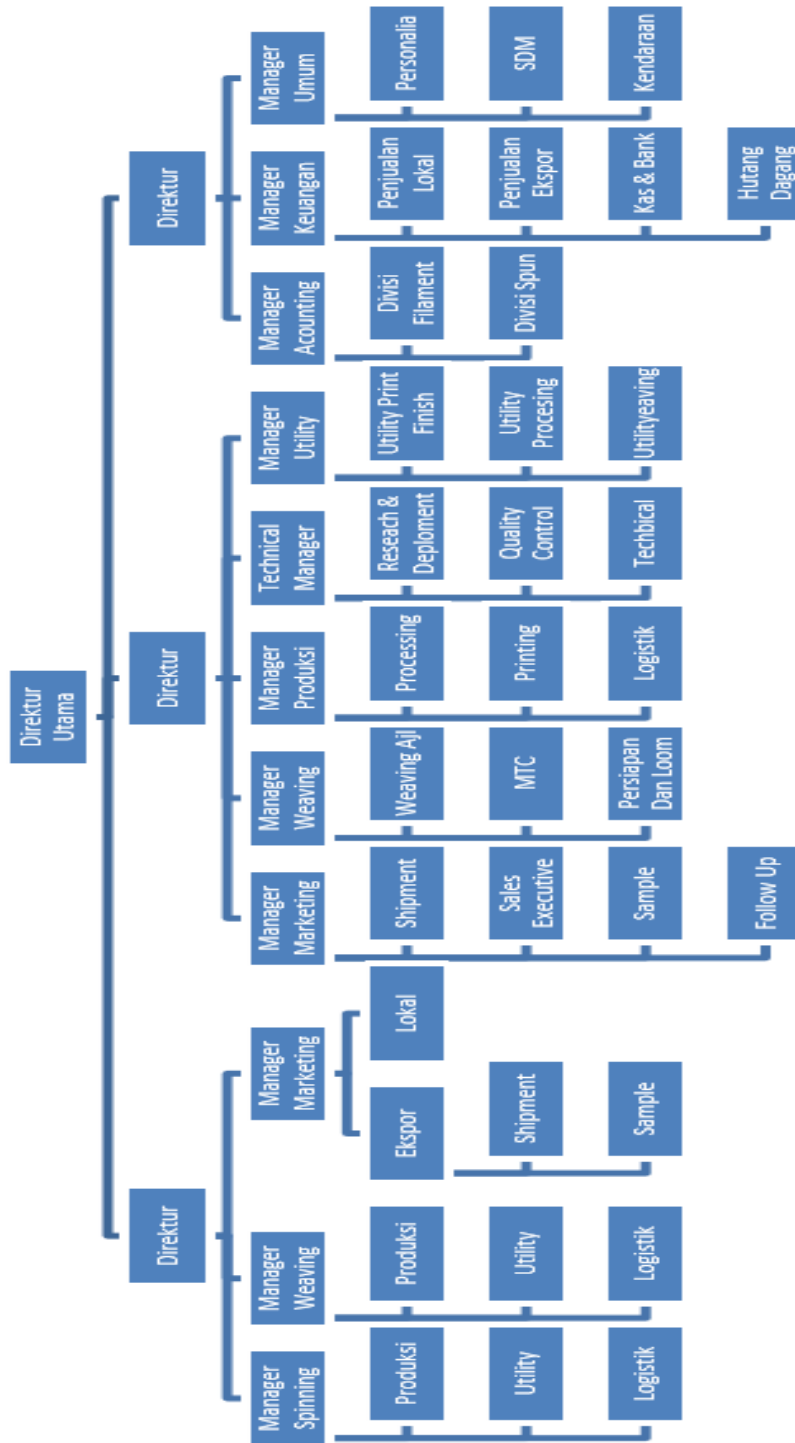 Direktur
Utama
Direktur
Direktur
Direktur
Manager
Spinning
Manager
Weaving
Manager
Marketing
Manager
Marketing
Manager
Weaving
Manager
Produksi
Technical
Manager
Manager
Utility
Manager
Acounting
Manager
Keuangan
Manager
Umum
Produksi
Utility
Logistik
Produksi
Utility
Logistik
Ekspor
Lokal
Shipment
Sample
Shipment
Sales
Executive
Sample
Follow Up
Weaving Ajl
MTC
Persiapan
Dan Loom
Processing
Printing
Logistik
Reseach &
Deploment
Quality
Control
Techbical
Utility Print
Finish
Utility
Procesing
Utilityeaving
Divisi
Filament
Divisi Spun
Penjualan
Lokal
Penjualan
Ekspor
Kas & Bank
Hutang
Dagang
Personalia
SDM
Kendaraan